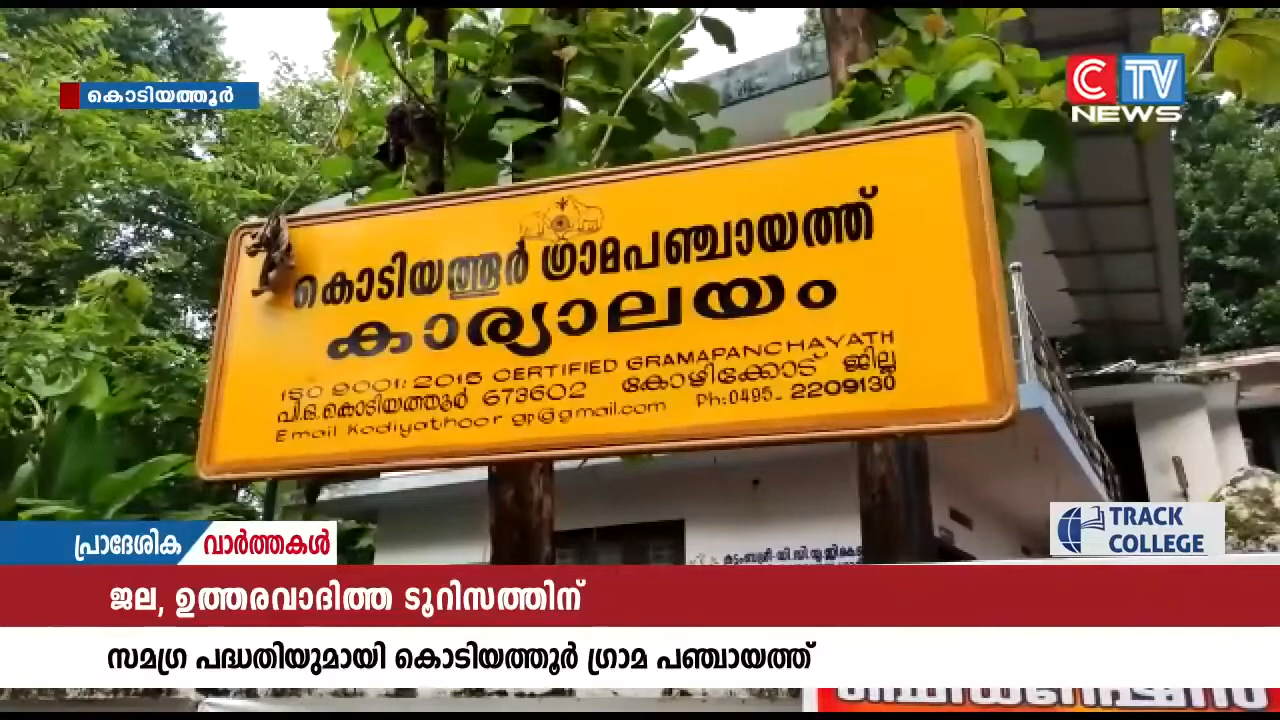 കൊടിയത്തൂർ
CTV
NEWS
കൊടിയത്തൂർ ഗ്രാമപഞ്ചായത്ത്
കാര്യാലയം
ISO 9001:2015 CERTIFIED GRAMAPANCHAYATH
പി.ഒ.കൊടിയത്തൂർ 673602 കോഴിക്കോട് ജില്ല
Email kodiyathoor gp@gmail.com Ph:0495- 2209130
TRACK
COLLEGE
പ്രാദേശിക വാർത്തകൾ
ജല, ഉത്തരവാദിത്ത ടൂറിസത്തിന്
സമഗ്ര പദ്ധതിയുമായി കൊടിയത്തൂർ ഗ്രാമ പഞ്ചായത്ത്